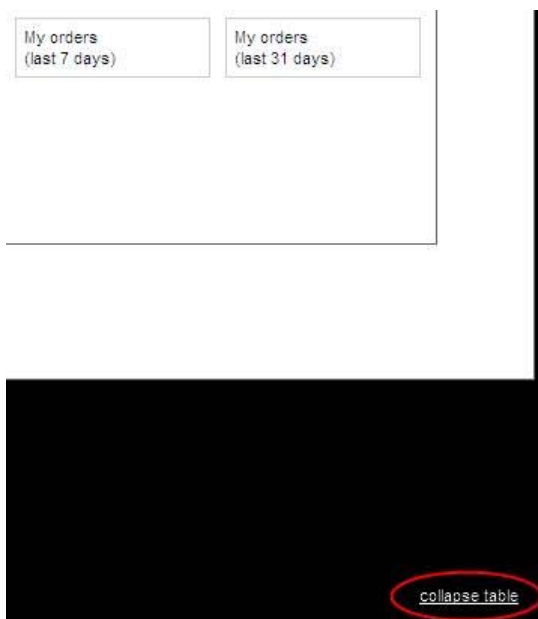 My orders
(last 7 days)
My orders
(last 31 days)
collapse table